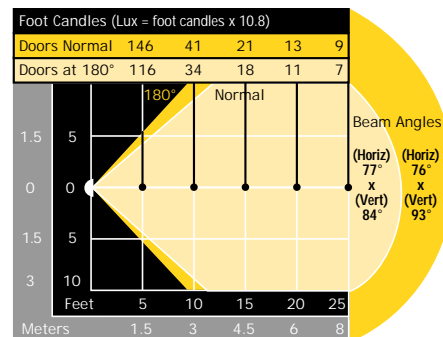 Foot Candles (Lux = foot candles x 10.8)
Doors Normal 146 41 21 13 9
Doors at 180° 116 34 18 11 7
180° Normal
Beam Angles
1.5 5
(Horiz) (Horiz)
77° 76°
x x
0 0
(Vert) (Vert)
84° 93°
1.5 5
3 10
Feet 5 10 15 20 25
Meters 1.5 3 4.5 6 8